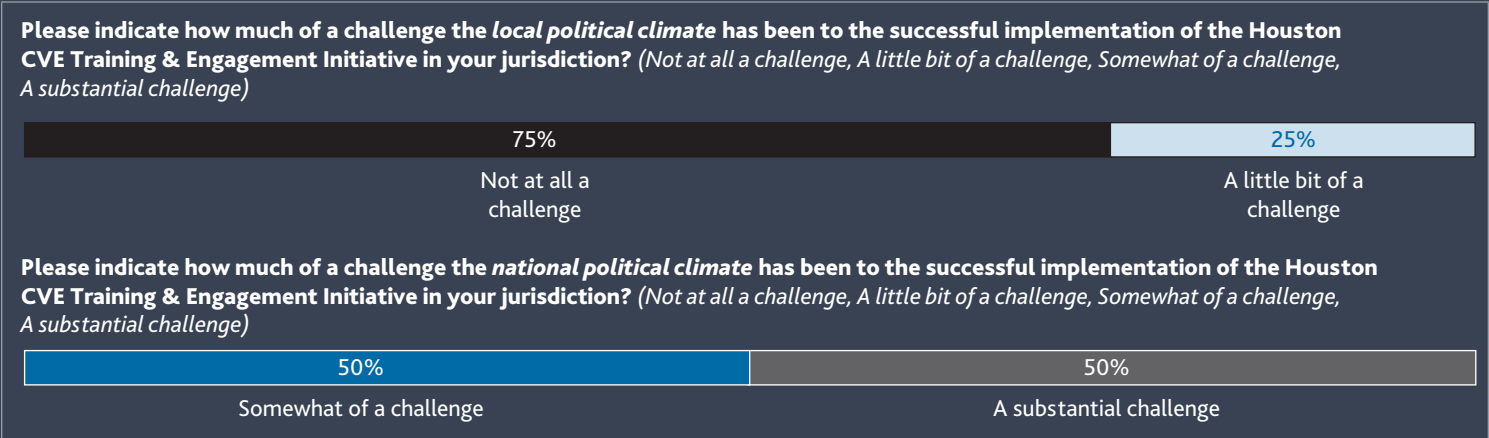 Please indicate how much of a challenge the local political climate has been to the successful implementation of the Houston
CVE Training & Engagement Initiative in your jurisdiction? (Not at all a challenge, A little bit of a challenge, Somewhat of a challenge,
A substantial challenge)
75%
25%
Not at all a
challenge
A little bit of a
challenge
Please indicate how much of a challenge the national political climate has been to the successful implementation of the Houston
CVE Training & Engagement Initiative in your jurisdiction? (Not at all a challenge, A little bit of a challenge, Somewhat of a challenge,
A substantial challenge)
50%
50%
Somewhat of a challenge
A substantial challenge